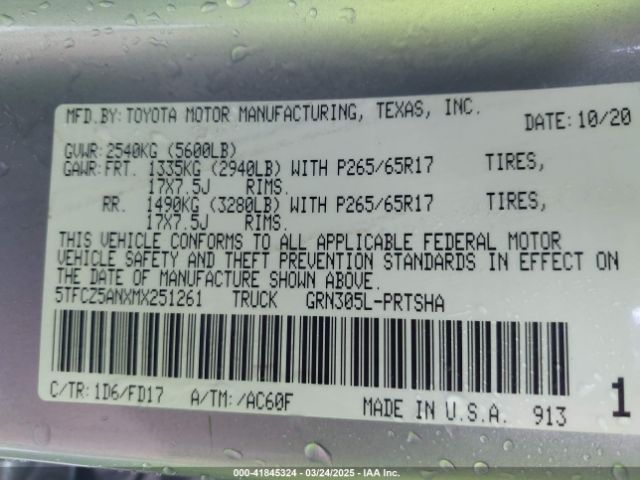 MFD.BY: TOYOTA MOTOR MANUFACTURING, TEXAS, INC.
DATE: 10/20
GVWR: 2540KG (5600LB)
GAWR: FRT. 1335KG (2940LB) WITH P265/65R17 TIRES,
17X7.5J RIMS.
RR. 1490KG (3280LB) WITH P265/65R17 TIRES,
17X7.5J RIMS.
THIS VEHICLE CONFORMS TO ALL APPLICABLE FEDERAL MOTOR
VEHICLE SAFETY AND THEFT PREVENTION STANDARDS IN EFFECT ON
THE DATE OF MANUFACTURE SHOWN ABOVE.
5TFCZ5ANXMX251261 TRUCK GRN305L-PRTSHA
C/TR: 1D6/FD17 A/TM: /AC60F MADE IN U.S.A. 913 1
000-41845324 - 03/24/2025 - IAA Inc.